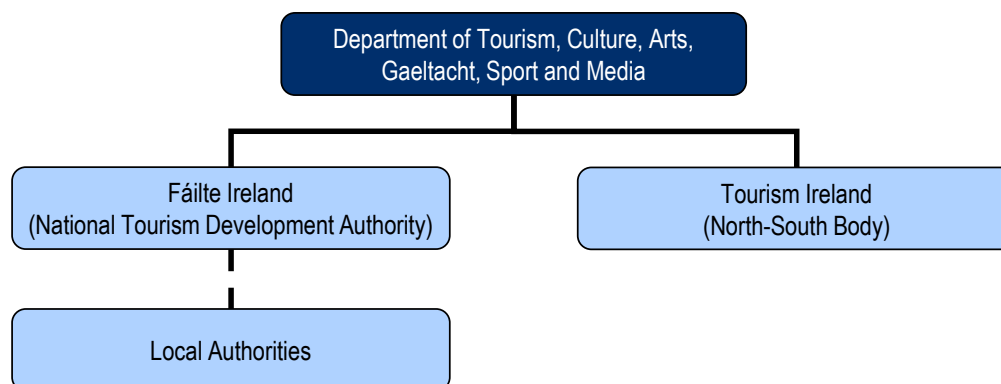 Department of Tourism, Culture, Arts,
Gaeltacht, Sport and Media
Fáilte Ireland
(National Tourism Development Authority)
Tourism Ireland
(North-South Body)
Local Authorities